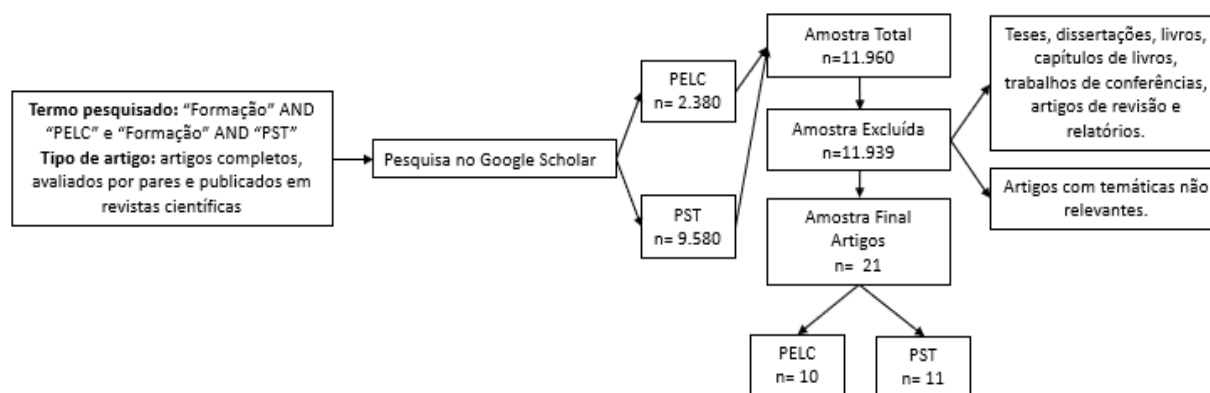 Termo pesquisado: “Formação” AND
“PELC” e “Formação” AND “PST”
Tipo de artigo: artigos completos,
avaliados por pares e publicados em
revistas científicas
Pesquisa no Google Scholar
PELC
n= 2.380
PST
n= 9.580
Amostra Total
n=11.960
Amostra Excluída
n=11.939
Amostra Final
Artigos
n= 21
PELC
n= 10
PST
n= 11
Teses, dissertações, livros,
capítulos de livros,
trabalhos de conferências,
artigos de revisão e
relatórios.
Artigos com temáticas não
relevantes.